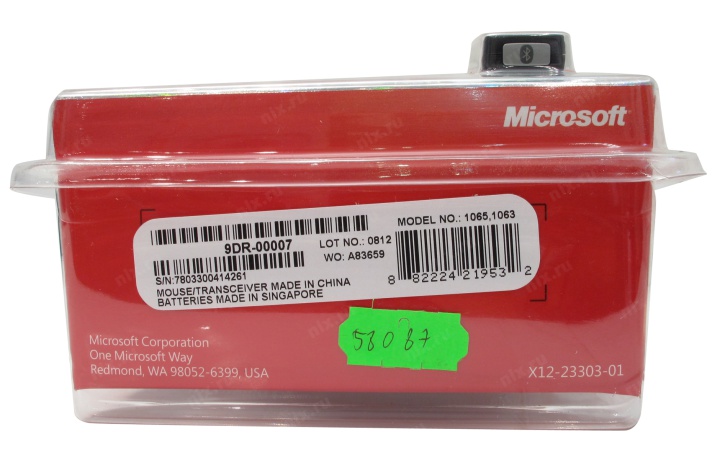 Microsoft
MODEL NO.: 1065,1063
9DR-00007
LOT NO.: 0812
WO: A83659
S/N:7803300414261
8 82224 21953 2
MOUSE/TRANSCEIVER MADE IN CHINA
BATTERIES MADE IN SINGAPORE
58087
Microsoft Corporation
One Microsoft Way
Redmond, WA 98052-6399, USA
X12-23303-01
nix.ru